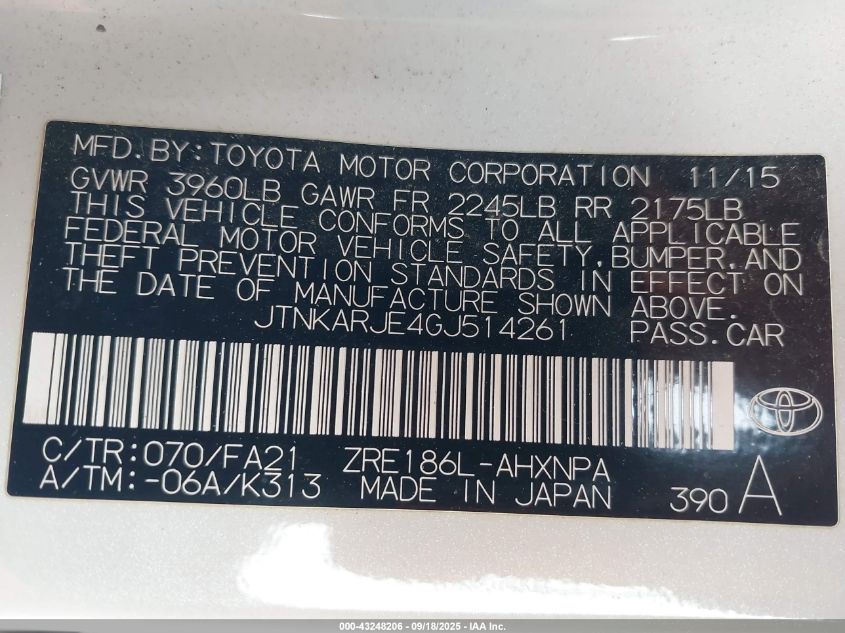 MFD.BY:TOYOTA MOTOR CORPORATION 11/15
GVWR 3960LB GAWR FR 2245LB RR 2175LB
THIS VEHICLE CONFORMS TO ALL APPLICABLE
FEDERAL MOTOR VEHICLE SAFETY,BUMPER,AND
THEFT PREVENTION STANDARDS IN EFFECT ON
THE DATE OF MANUFACTURE SHOWN ABOVE.
JTNKARJE4GJ514261 PASS.CAR
C/TR:070/FA21 ZRE186L-AHXNPA
A/TM:-06A/K313 MADE IN JAPAN 390 A
000-43248206 - 09/18/2025 - IAA Inc.